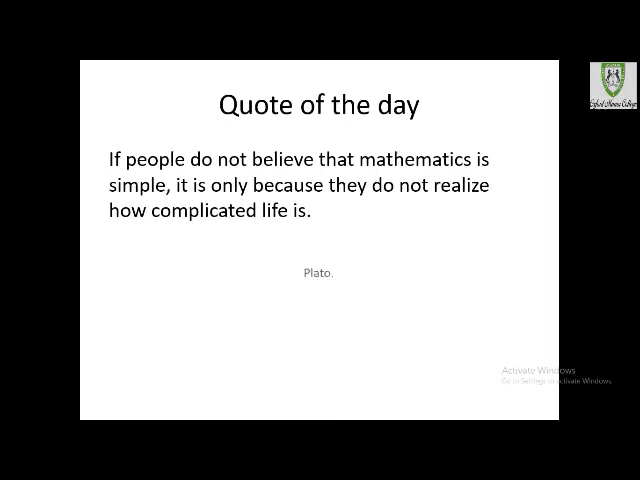 Quote of the day
If people do not believe that mathematics is
simple, it is only because they do not realize
how complicated life is.
Plato.
Activate Windows
Go to Settings to activate Windows.